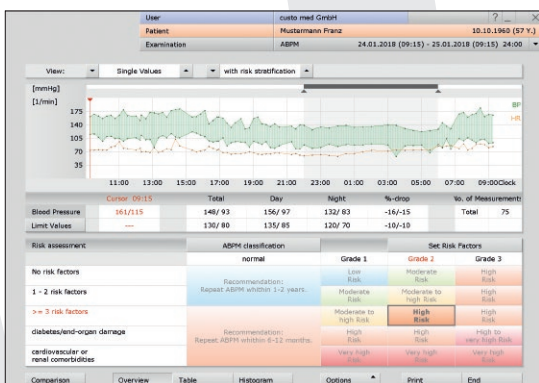 User custo med GmbH ? _ X
Patient Mustermann Franz 10.10.1960 (57 Y.)
Examination ABPM 24.01.2018 (09:15) - 25.01.2018 (09:15) 24:00
View: Single Values with risk stratification
[mmHg]
[1/min]
BP
HR
175
140
105
70
35
11:00 13:00 15:00 17:00 19:00 21:00 23:00 01:00 03:00 05:00 07:00 09:00Clock
Cursor 09:15 Total Day Night %-drop No. of Measurements
Blood Pressure 161/115 148/ 93 156/ 97 132/ 83 -16/-15 Total 75
Limit Values --- 130/ 80 135/ 85 120/ 70 -10/-10
Risk assessment ABPM classification Set Risk Factors
normal Grade 1 Grade 2 Grade 3
No risk factors Low Risk Moderate Risk High Risk
Recommendation:
Repeat ABPM whithin 1-2 years.
1 - 2 risk factors Moderate Risk Moderate to high Risk High Risk
>= 3 risk factors Moderate to high Risk High Risk High Risk
Recommendation:
Repeat ABPM whithin 6-12 months.
diabetes/end-organ damage High Risk High Risk High to very high Risk
cardiovascular or renal comorbidities Very high Risk Very high Risk Very high Risk
Comparison Overview Table Histogram Options Print End